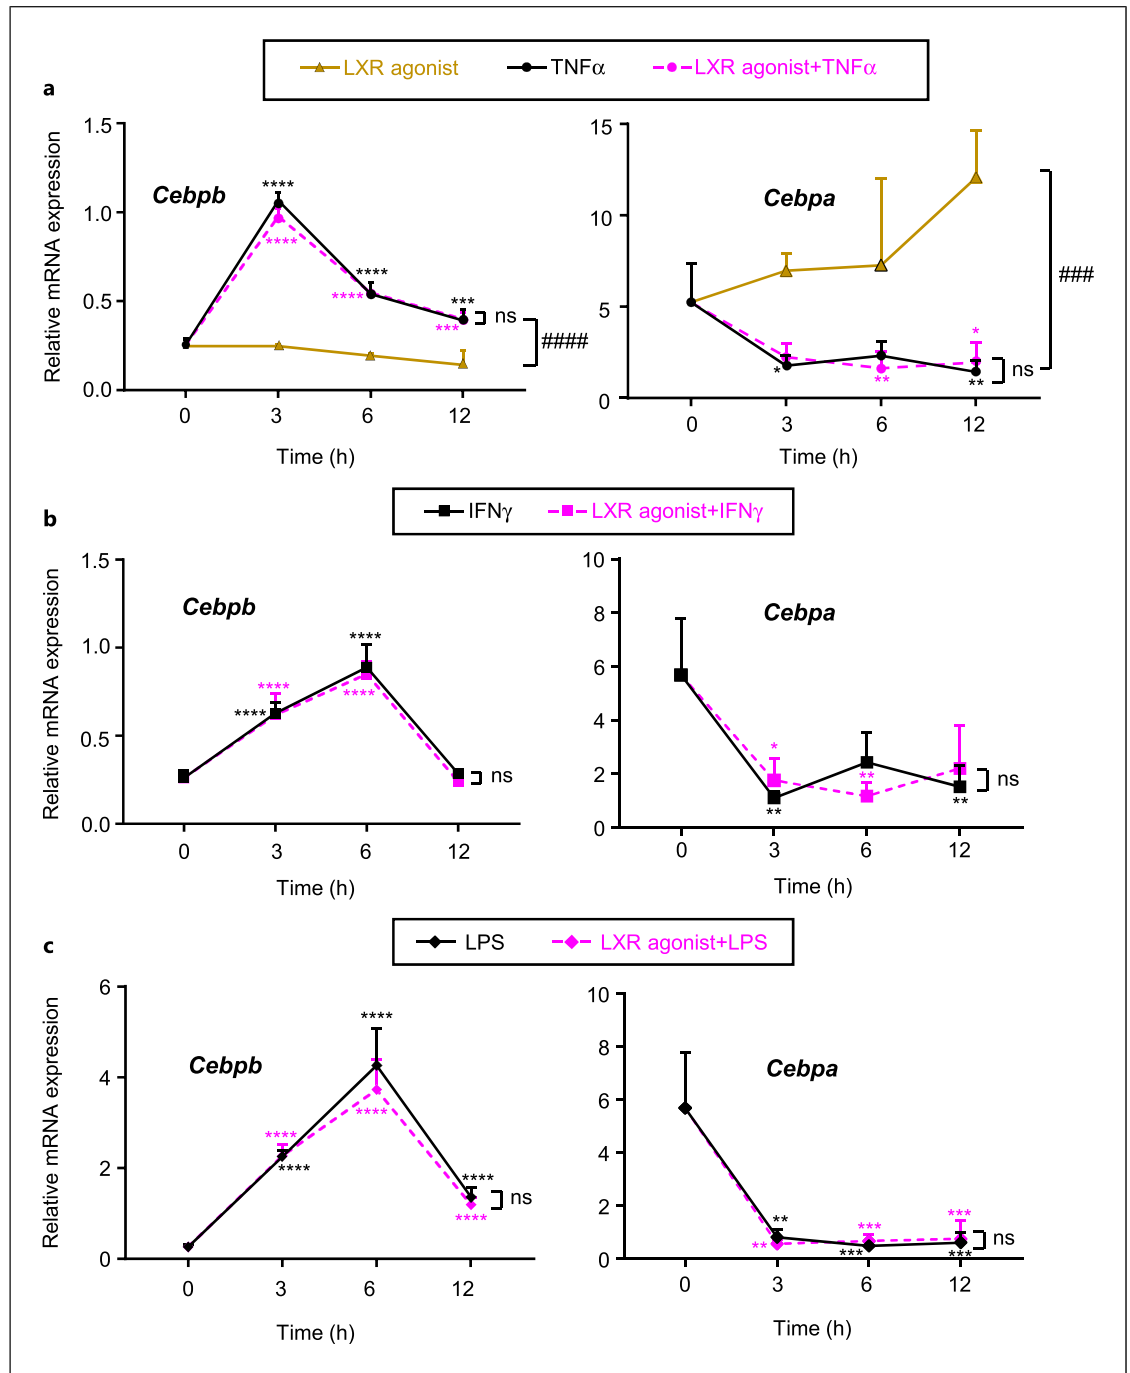 a
LXR agonist TNFα LXR agonist+TNFα
Relative mRNA expression
1.5
1.0
0.5
0.0
Cebpb
****
****
****
****
***
***
ns
####
0 3 6 12
Time (h)
15
10
5
0
Cebpa
*
**
*
**
ns
###
0 3 6 12
Time (h)
b
IFNγ LXR agonist+IFNγ
Relative mRNA expression
1.5
1.0
0.5
0.0
Cebpb
****
****
****
****
ns
0 3 6 12
Time (h)
10
8
6
4
2
0
Cebpa
*
**
**
**
ns
0 3 6 12
Time (h)
c
LPS LXR agonist+LPS
Relative mRNA expression
6
4
2
0
Cebpb
****
****
****
****
****
****
ns
0 3 6 12
Time (h)
10
8
6
4
2
0
Cebpa
**
**
***
***
***
***
ns
0 3 6 12
Time (h)